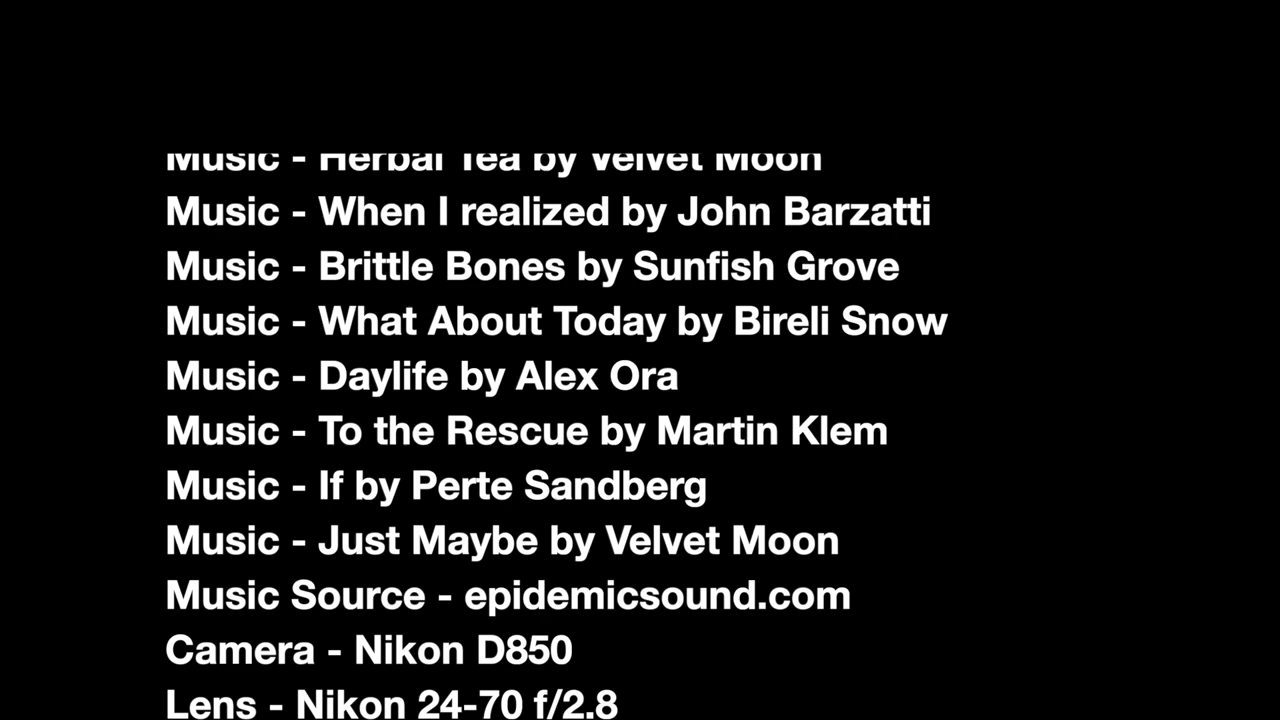 Music - Herbal Tea by Velvet Moon
Music - When I realized by John Barzatti
Music - Brittle Bones by Sunfish Grove
Music - What About Today by Bireli Snow
Music - Daylife by Alex Ora
Music - To the Rescue by Martin Klem
Music - If by Perte Sandberg
Music - Just Maybe by Velvet Moon
Music Source - epidemicsound.com
Camera - Nikon D850
Lens - Nikon 24-70 f/2.8